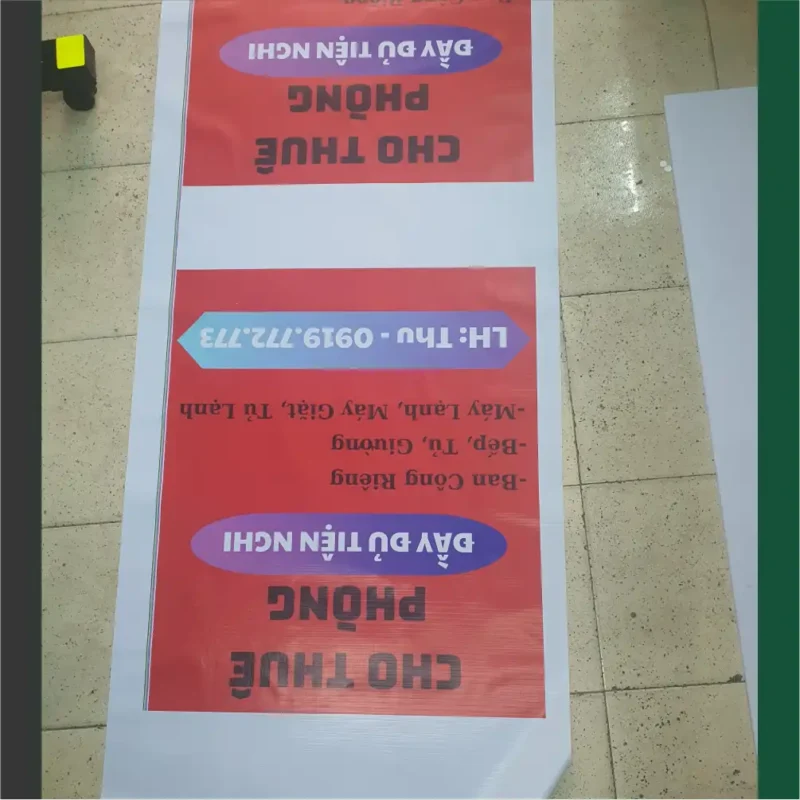 CHO THUÊ
PHÒNG
ĐẦY ĐỦ TIỆN NGHI
-Ban Công Riêng
-Bếp, Tủ, Giường
-Máy Lạnh, Máy Giặt, Tủ Lạnh
LH: Thu - 0919.772.773
CHO THUÊ
PHÒNG
ĐẦY ĐỦ TIỆN NGHI